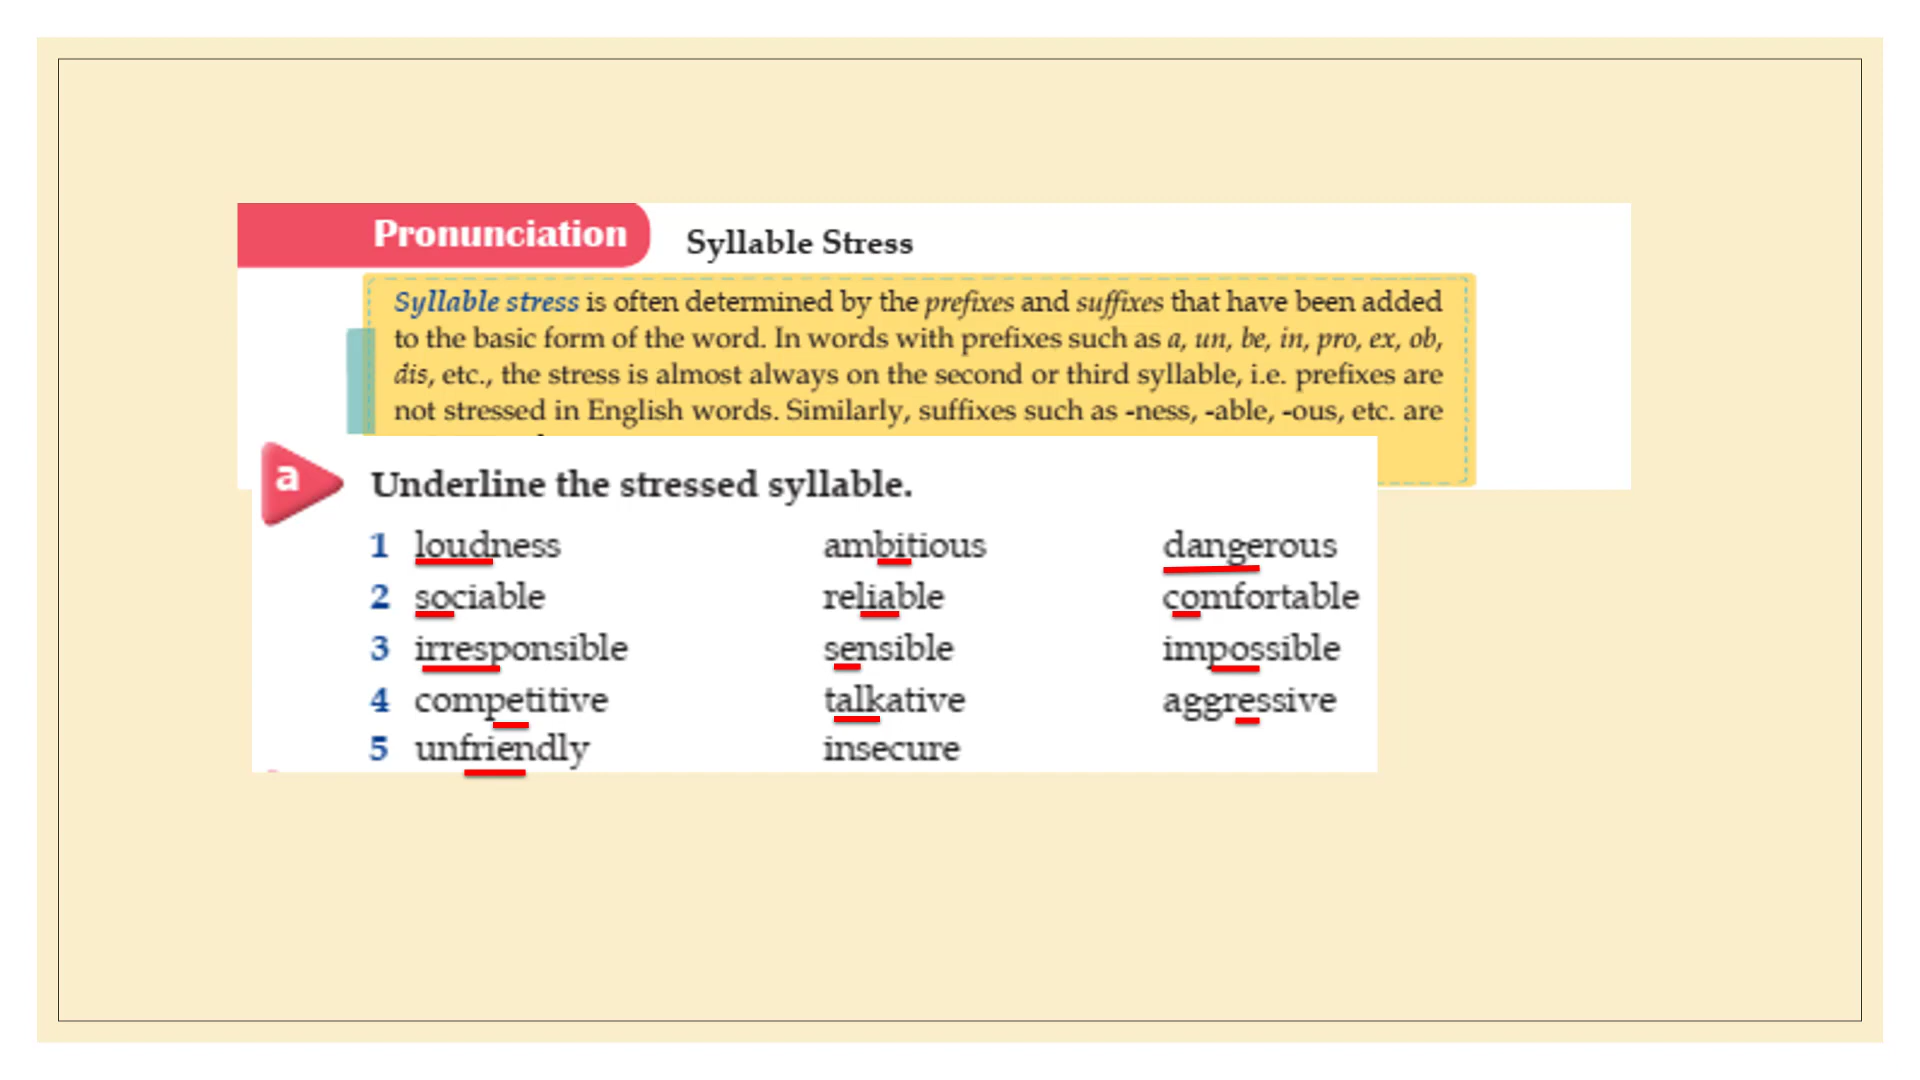 Pronunciation Syllable Stress
Syllable stress is often determined by the prefixes and suffixes that have been added
to the basic form of the word. In words with prefixes such as a, un, be, in, pro, ex, ob,
dis, etc., the stress is almost always on the second or third syllable, i.e. prefixes are
not stressed in English words. Similarly, suffixes such as -ness, -able, -ous, etc. are
a Underline the stressed syllable.
1 loudness ambitious dangerous
2 sociable reliable comfortable
3 irresponsible sensible impossible
4 competitive talkative aggressive
5 unfriendly insecure